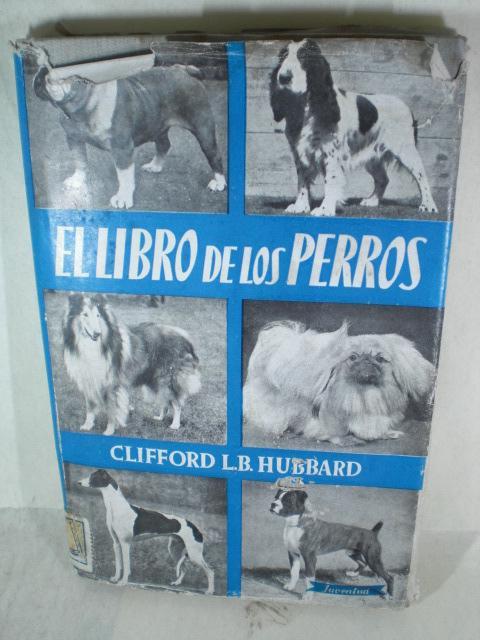 EL LIBRO DE LOS PERROS
CLIFFORD L.B. HUBBARD
Juventud